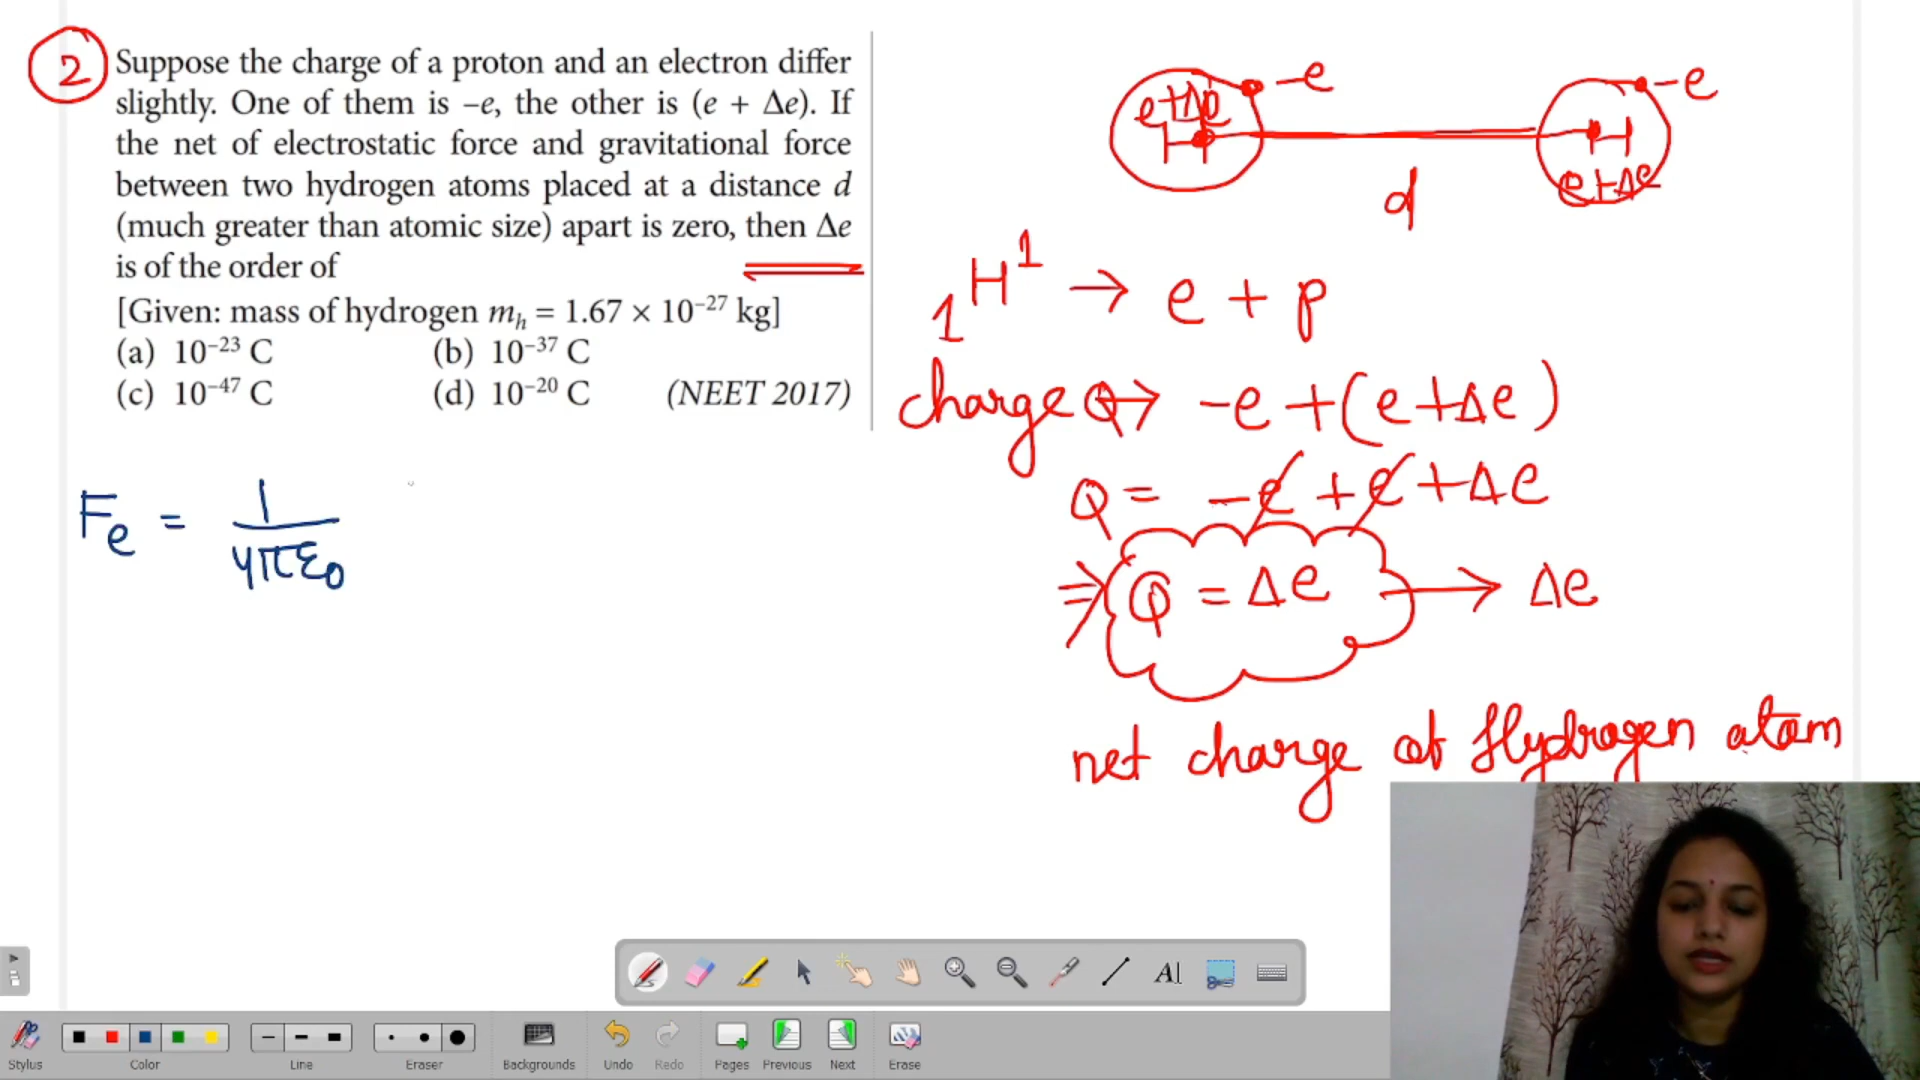 2
Suppose the charge of a proton and an electron differ
slightly. One of them is –e, the other is (e + Δe). If
the net of electrostatic force and gravitational force
between two hydrogen atoms placed at a distance d
(much greater than atomic size) apart is zero, then Δe
is of the order of
[Given: mass of hydrogen mₕ = 1.67 × 10⁻²⁷ kg]
(a) 10⁻²³ C (b) 10⁻³⁷ C
(c) 10⁻⁴⁷ C (d) 10⁻²⁰ C (NEET 2017)
Fe = 1/4πε₀
-e -e
e+Δe
H H
e+Δe
d
₁H¹ → e + p
charge Q → -e + (e + Δe)
Q = -e + e + Δe
⇒ Q = Δe → Δe
net charge of Hydrogen atom
AI
Stylus Color Line Eraser Backgrounds Undo Redo Pages Previous Next Erase